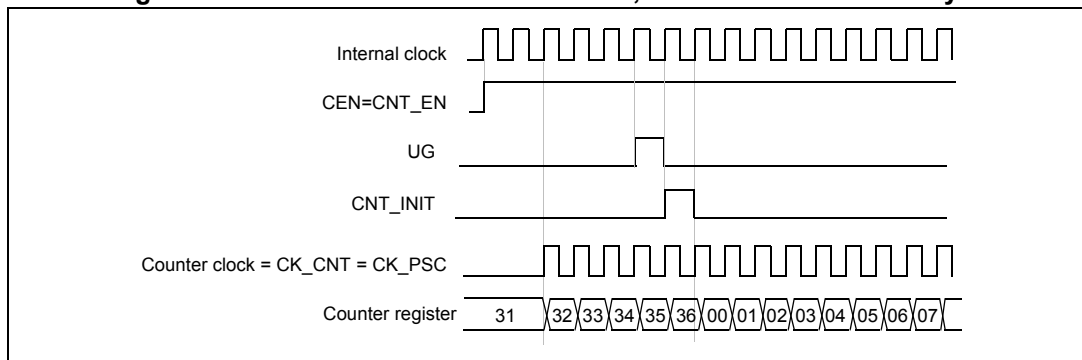 Internal clock
CEN=CNT_EN
UG
CNT_INIT
Counter clock = CK_CNT = CK_PSC
Counter register 31 32 33 34 35 36 00 01 02 03 04 05 06 07